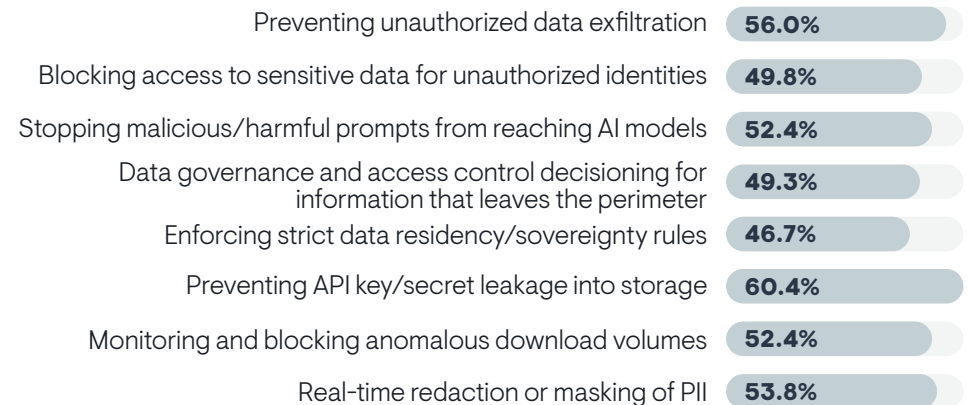 Preventing unauthorized data exfiltration 56.0%
Blocking access to sensitive data for unauthorized identities 49.8%
Stopping malicious/harmful prompts from reaching AI models 52.4%
Data governance and access control decisioning for
information that leaves the perimeter 49.3%
Enforcing strict data residency/sovereignty rules 46.7%
Preventing API key/secret leakage into storage 60.4%
Monitoring and blocking anomalous download volumes 52.4%
Real-time redaction or masking of PII 53.8%